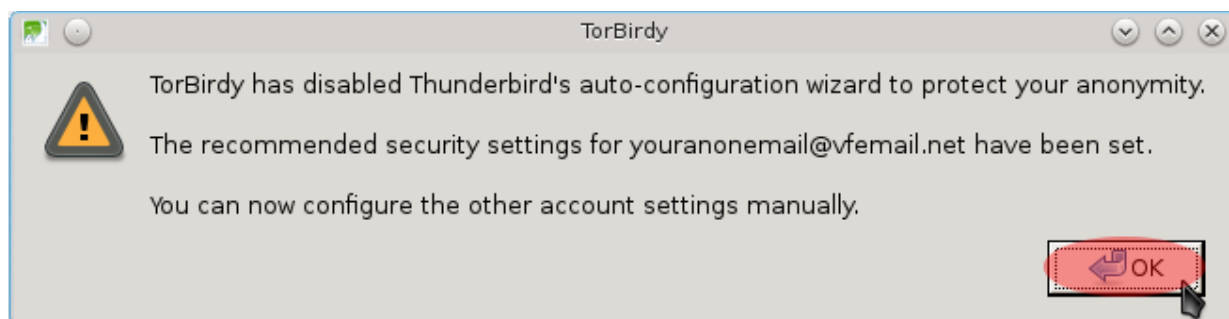 TorBirdy
TorBirdy has disabled Thunderbird's auto-configuration wizard to protect your anonymity.
The recommended security settings for youranonemail@vfemail.net have been set.
You can now configure the other account settings manually.
OK